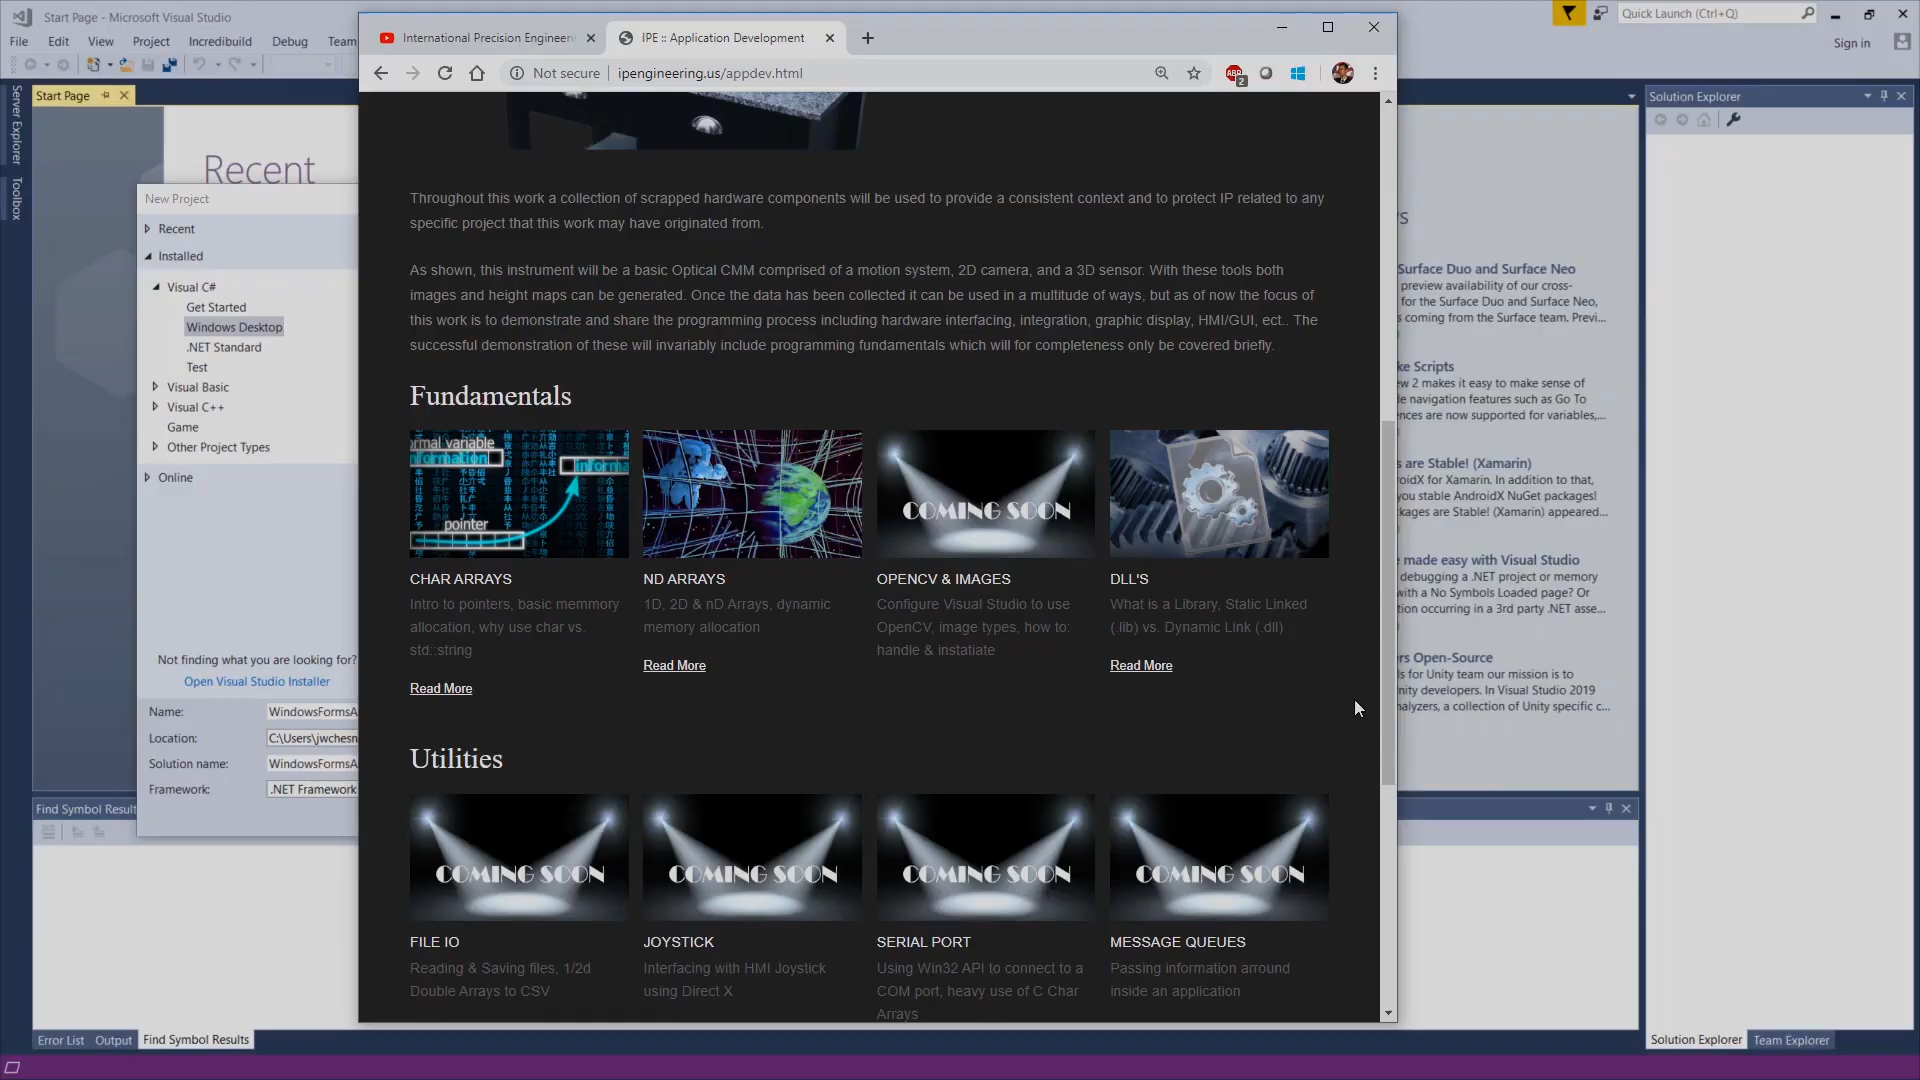 Start Page - Microsoft Visual Studio
Quick Launch (Ctrl+Q)
File Edit View Project Incredibuild Debug Team
Sign in
International Precision Engineer
IPE :: Application Development
Not secure ipengineering.us/appdev.html
ABP 2
Start Page
Solution Explorer
Server Explorer
Toolbox
Recent
New Project
Recent
Installed
Visual C#
Get Started
Windows Desktop
.NET Standard
Test
Visual Basic
Visual C++
Game
Other Project Types
Online
Not finding what you are looking for?
Open Visual Studio Installer
Name: WindowsFormsA
Location: C:\Users\jwchesn
Solution name: WindowsFormsA
Framework: .NET Framework
Find Symbol Result
Throughout this work a collection of scrapped hardware components will be used to provide a consistent context and to protect IP related to any
specific project that this work may have originated from.
As shown, this instrument will be a basic Optical CMM comprised of a motion system, 2D camera, and a 3D sensor. With these tools both
images and height maps can be generated. Once the data has been collected it can be used in a multitude of ways, but as of now the focus of
this work is to demonstrate and share the programming process including hardware interfacing, integration, graphic display, HMI/GUI, ect.. The
successful demonstration of these will invariably include programming fundamentals which will for completeness only be covered briefly.
Fundamentals
rmal variable
nformation
informa
pointer
COMING SOON
CHAR ARRAYS
Intro to pointers, basic memmory
allocation, why use char vs.
std::string
Read More
ND ARRAYS
1D, 2D & nD Arrays, dynamic
memory allocation
Read More
OPENCV & IMAGES
Configure Visual Studio to use
OpenCV, image types, how to:
handle & instatiate
DLL'S
What is a Library, Static Linked
(.lib) vs. Dynamic Link (.dll)
Read More
Utilities
COMING SOON
COMING SOON
COMING SOON
COMING SOON
FILE IO
Reading & Saving files, 1/2d
Double Arrays to CSV
JOYSTICK
Interfacing with HMI Joystick
using Direct X
SERIAL PORT
Using Win32 API to connect to a
COM port, heavy use of C Char
Arrays
MESSAGE QUEUES
Passing information arround
inside an application
Surface Duo and Surface Neo
preview availability of our cross-
for the Surface Duo and Surface Neo,
s coming from the Surface team. Previ...
ke Scripts
ew 2 makes it easy to make sense of
le navigation features such as Go To
ences are now supported for variables,...
s are Stable! (Xamarin)
roidX for Xamarin. In addition to that,
you stable AndroidX NuGet packages!
ckages are Stable! (Xamarin) appeared...
made easy with Visual Studio
debugging a .NET project or memory
with a No Symbols Loaded page? Or
tion occurring in a 3rd party .NET asse...
rs Open-Source
ls for Unity team our mission is to
nity developers. In Visual Studio 2019
nalyzers, a collection of Unity specific c...
Error List Output Find Symbol Results
Solution Explorer Team Explorer